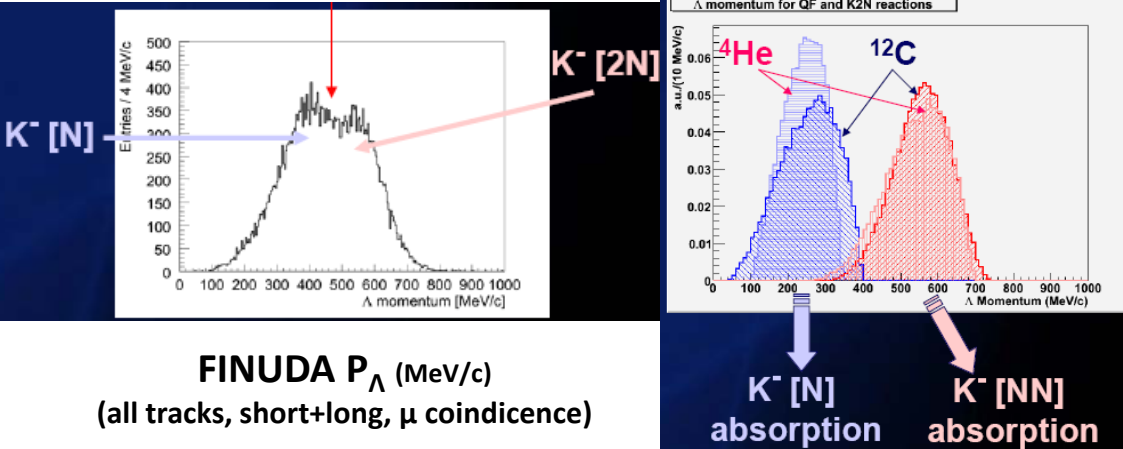 500
450
400
350
300
250
200
150
100
50
0
Entries / 4 MeV/c
0 100 200 300 400 500 600 700 800 900 1000
Λ momentum [MeV/c]
K⁻ [N]
K⁻ [2N]
FINUDA P_Λ (MeV/c)
(all tracks, short+long, μ coindicence)
Λ momentum for QF and K2N reactions
a.u./(10 MeV/c)
0.06
0.05
0.04
0.03
0.02
0.01
0
⁴He
¹²C
0 100 200 300 400 500 600 700 800 900 1000
Λ Momentum (MeV/c)
K⁻ [N]
absorption
K⁻ [NN]
absorption